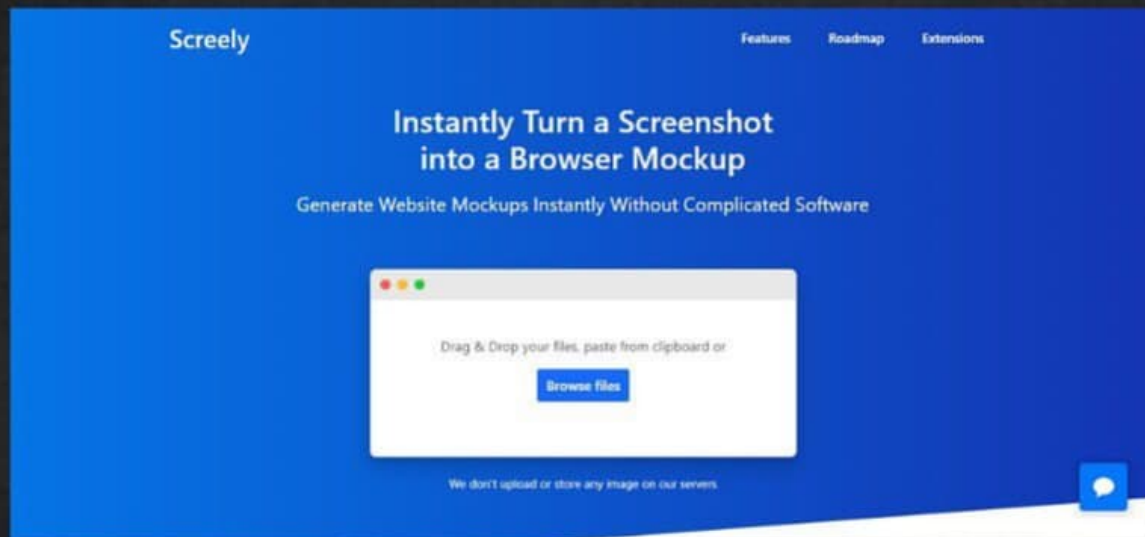 Screely
Features Roadmap Extensions
Instantly Turn a Screenshot
into a Browser Mockup
Generate Website Mockups Instantly Without Complicated Software
Drag & Drop your files, paste from clipboard or
Browse files
We don't upload or store any image on our servers